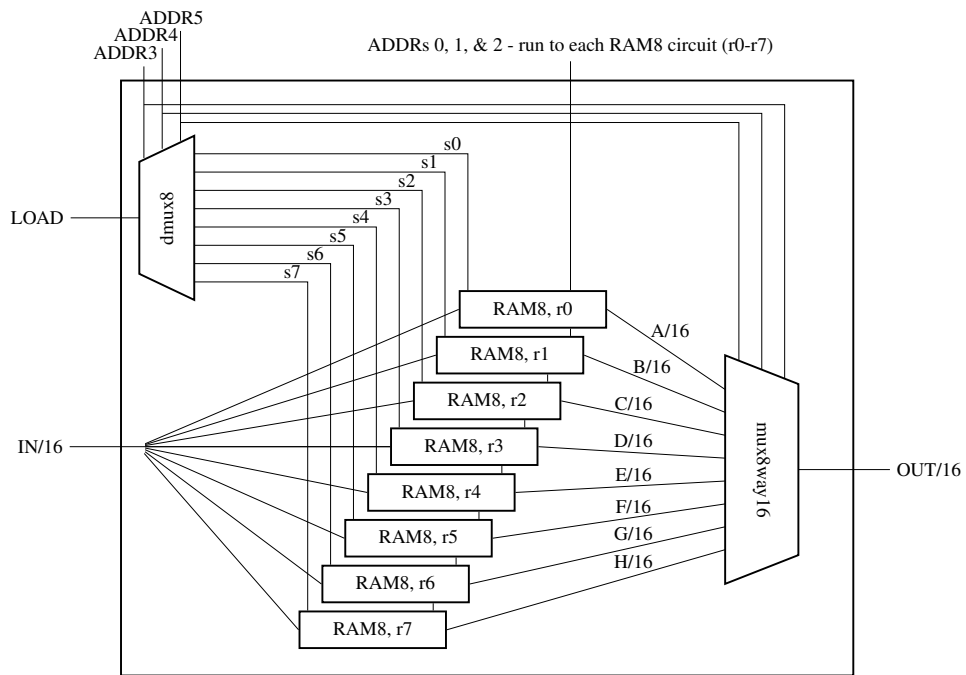 ADDR5
ADDR4
ADDR3
ADDRs 0, 1, & 2 - run to each RAM8 circuit (r0-r7)
s0
s1
s2
s3
s4
s5
s6
s7
dmux8
LOAD
RAM8, r0
A/16
RAM8, r1
B/16
RAM8, r2
C/16
RAM8, r3
D/16
IN/16
RAM8, r4
E/16
mux8way16
OUT/16
RAM8, r5
F/16
G/16
RAM8, r6
H/16
RAM8, r7